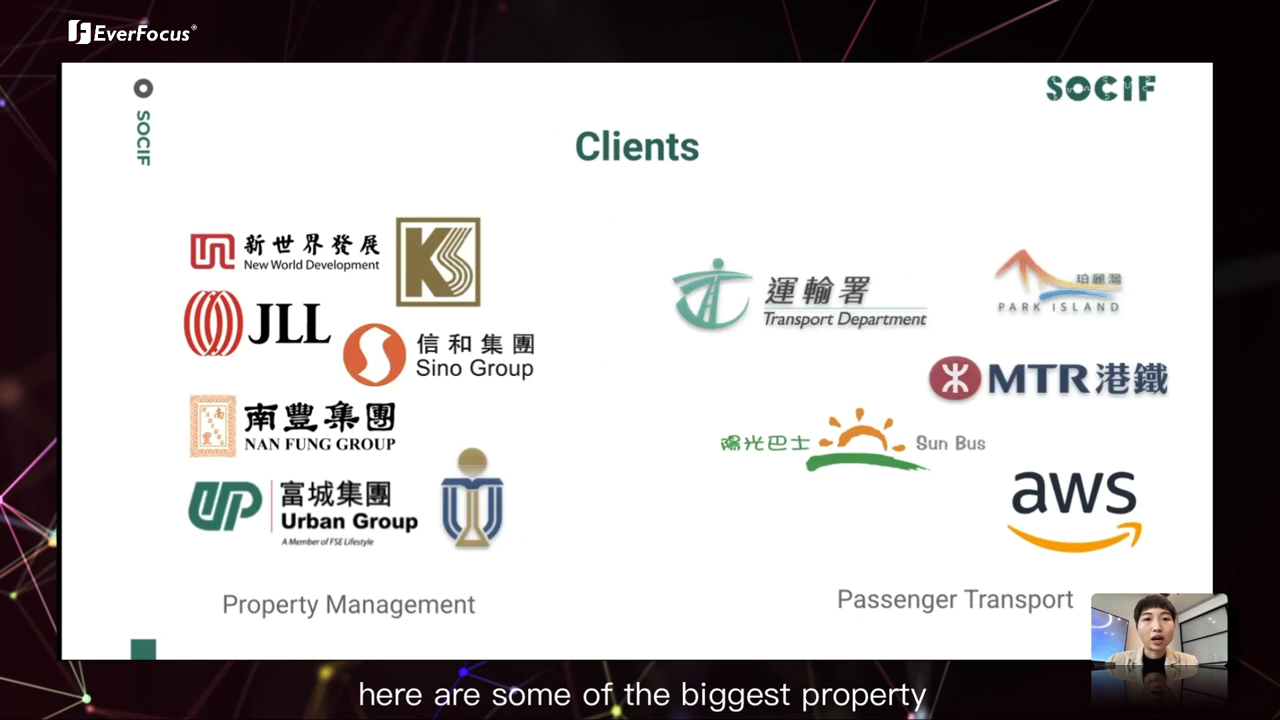 EverFocus®
SOCIF
SOCIF
Clients
新世界發展
New World Development
KS
JLL
信和集團
Sino Group
南豐集團
NAN FUNG GROUP
UP
富城集團
Urban Group
A Member of FSE Lifestyle
Property Management
運輸署
Transport Department
珀麗灣
PARK ISLAND
MTR 港鐵
陽光巴士
Sun Bus
aws
Passenger Transport
here are some of the biggest property